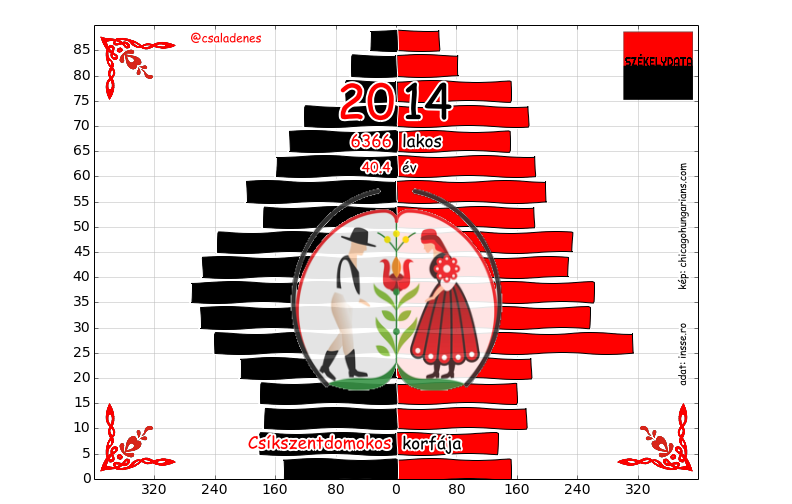 @csaladenes
SZÉKELYDATA
2014
6366 lakos
40.4 év
kép: chicagohungarians.com
adat: insse.ro
Csíkszentdomokos korfája
85
80
75
70
65
60
55
50
45
40
35
30
25
20
15
10
5
0
320 240 160 80 0 80 160 240 320